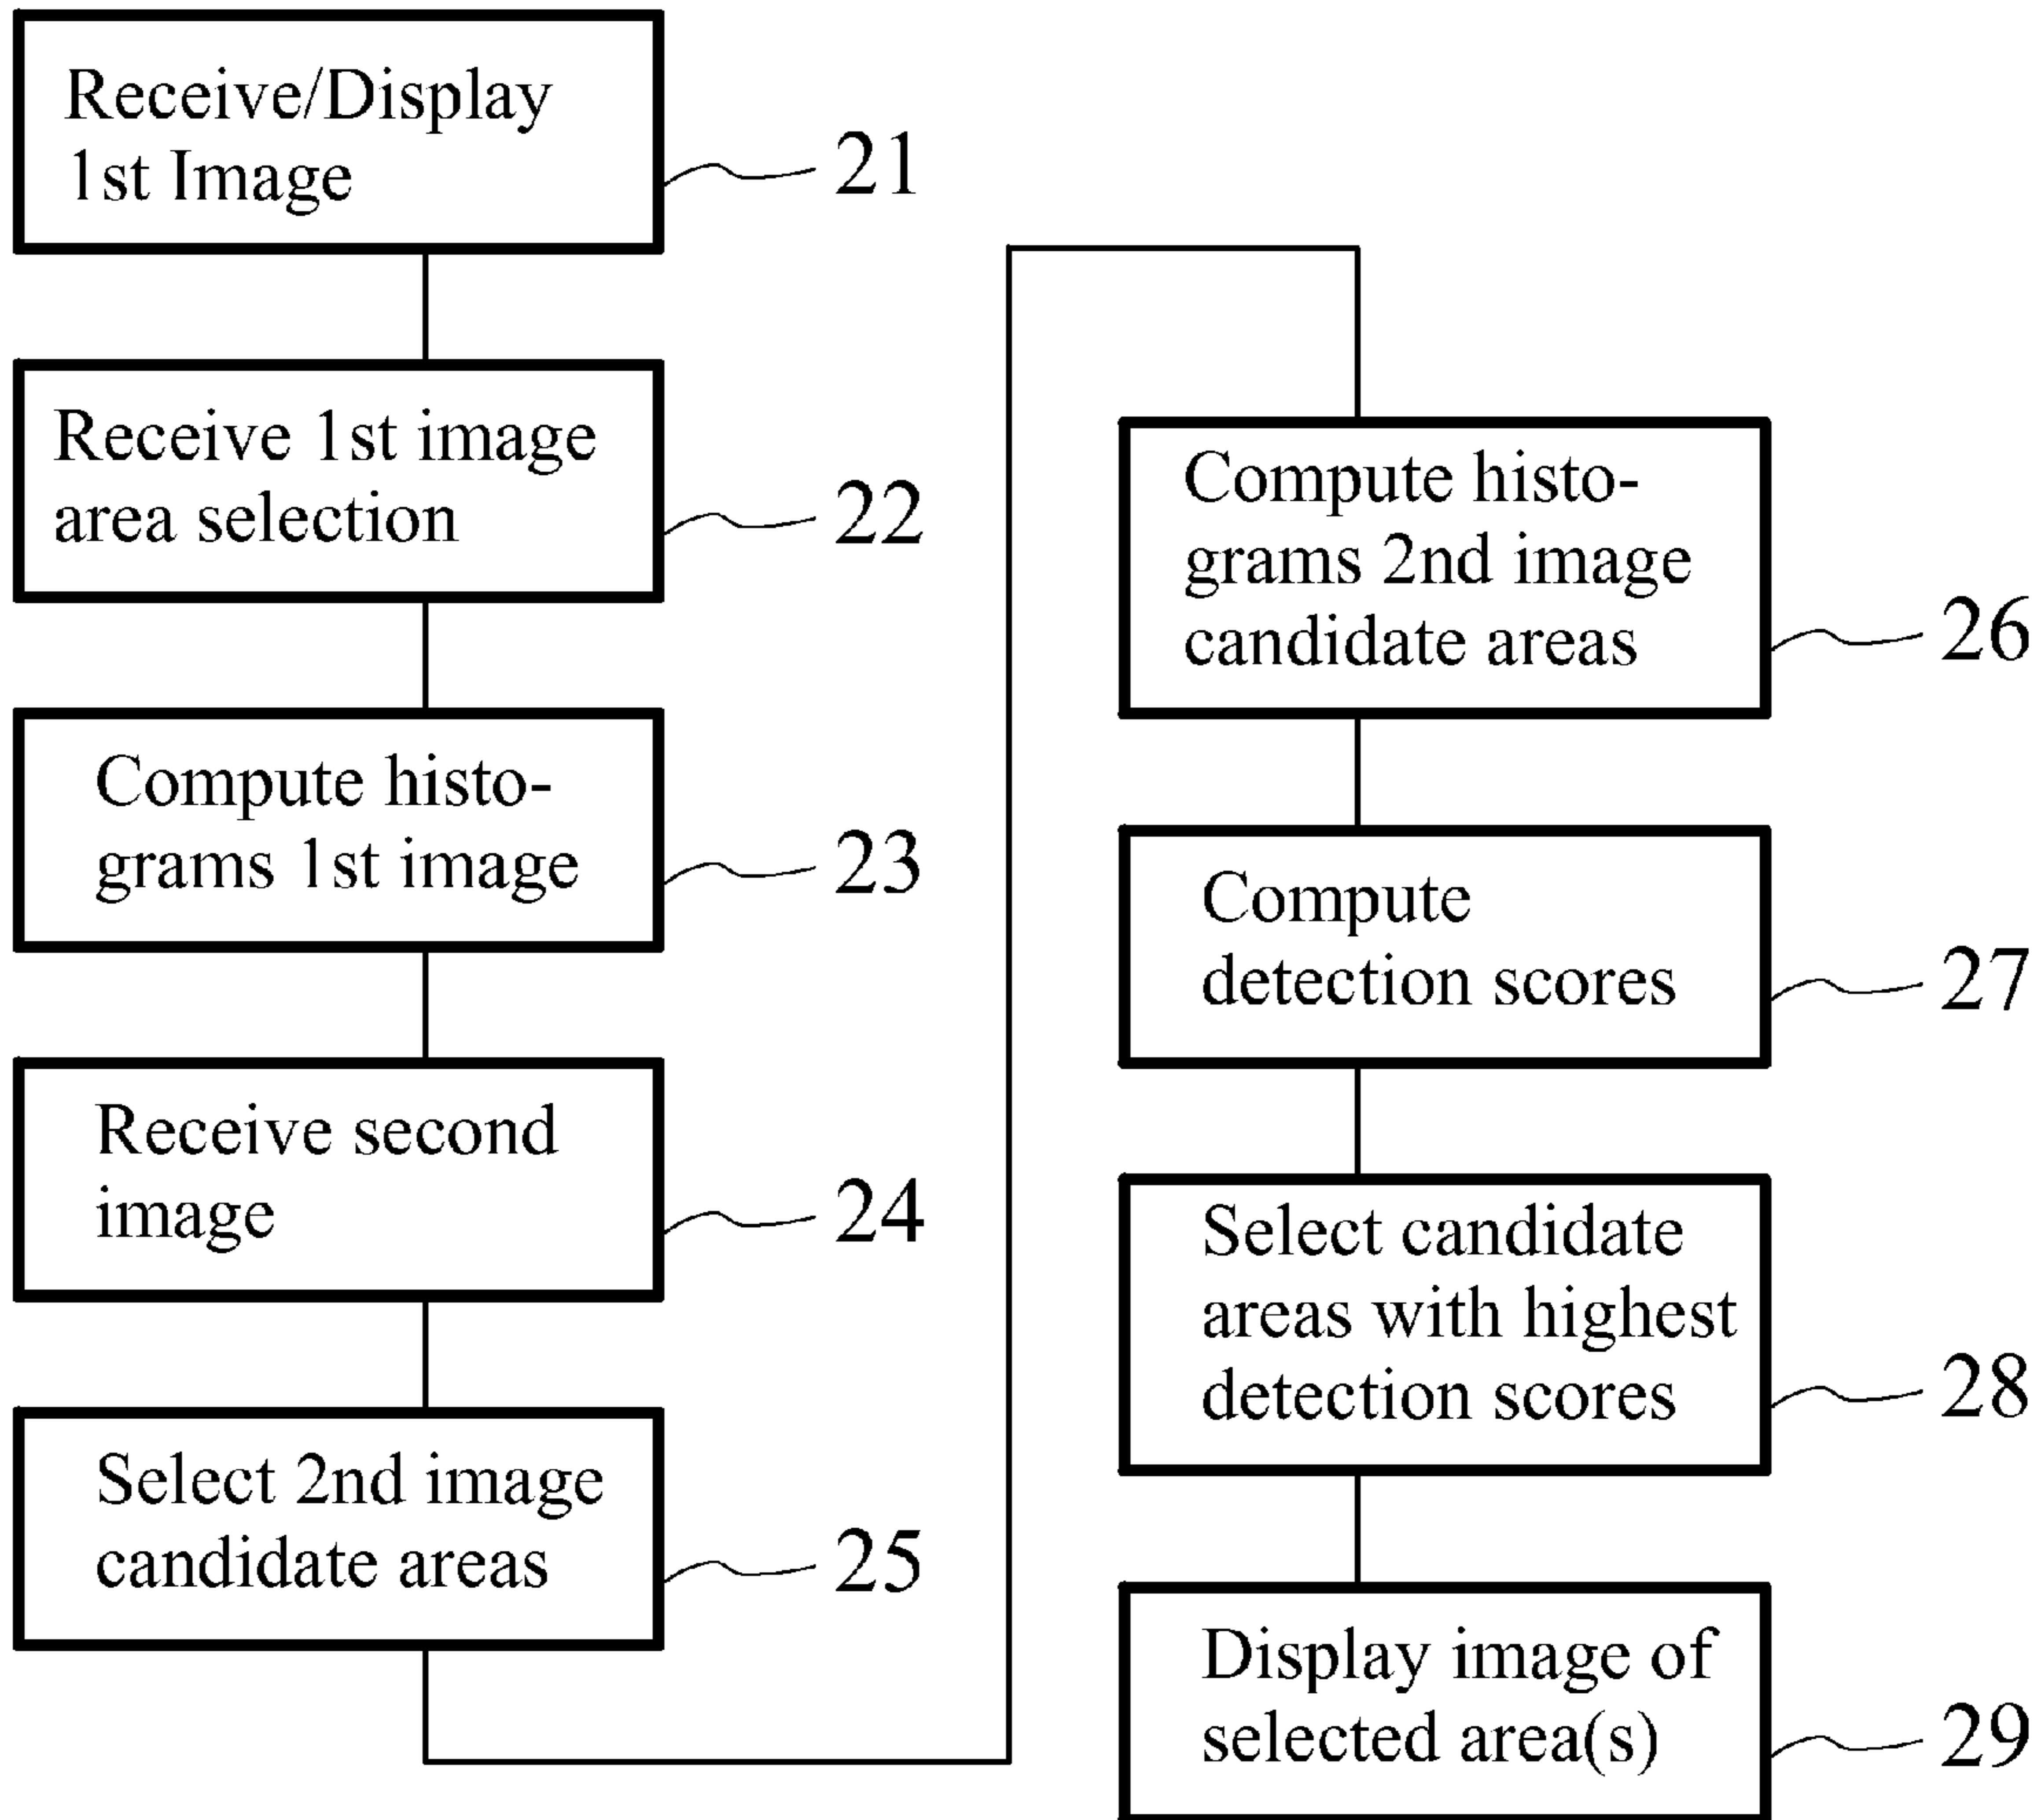 Receive/Display
1st Image
21
Receive 1st image
area selection
22
Compute histo-
grams 1st image
23
Receive second
image
24
Select 2nd image
candidate areas
25
Compute histo-
grams 2nd image
candidate areas
26
Compute
detection scores
27
Select candidate
areas with highest
detection scores
28
Display image of
selected area(s)
29